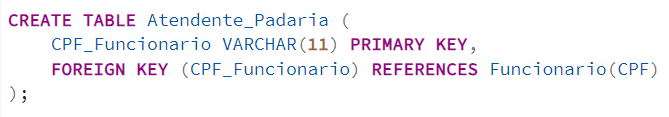 CREATE TABLE Atendente_Padaria (
    CPF_Funcionario VARCHAR(11) PRIMARY KEY,
    FOREIGN KEY (CPF_Funcionario) REFERENCES Funcionario(CPF)
);